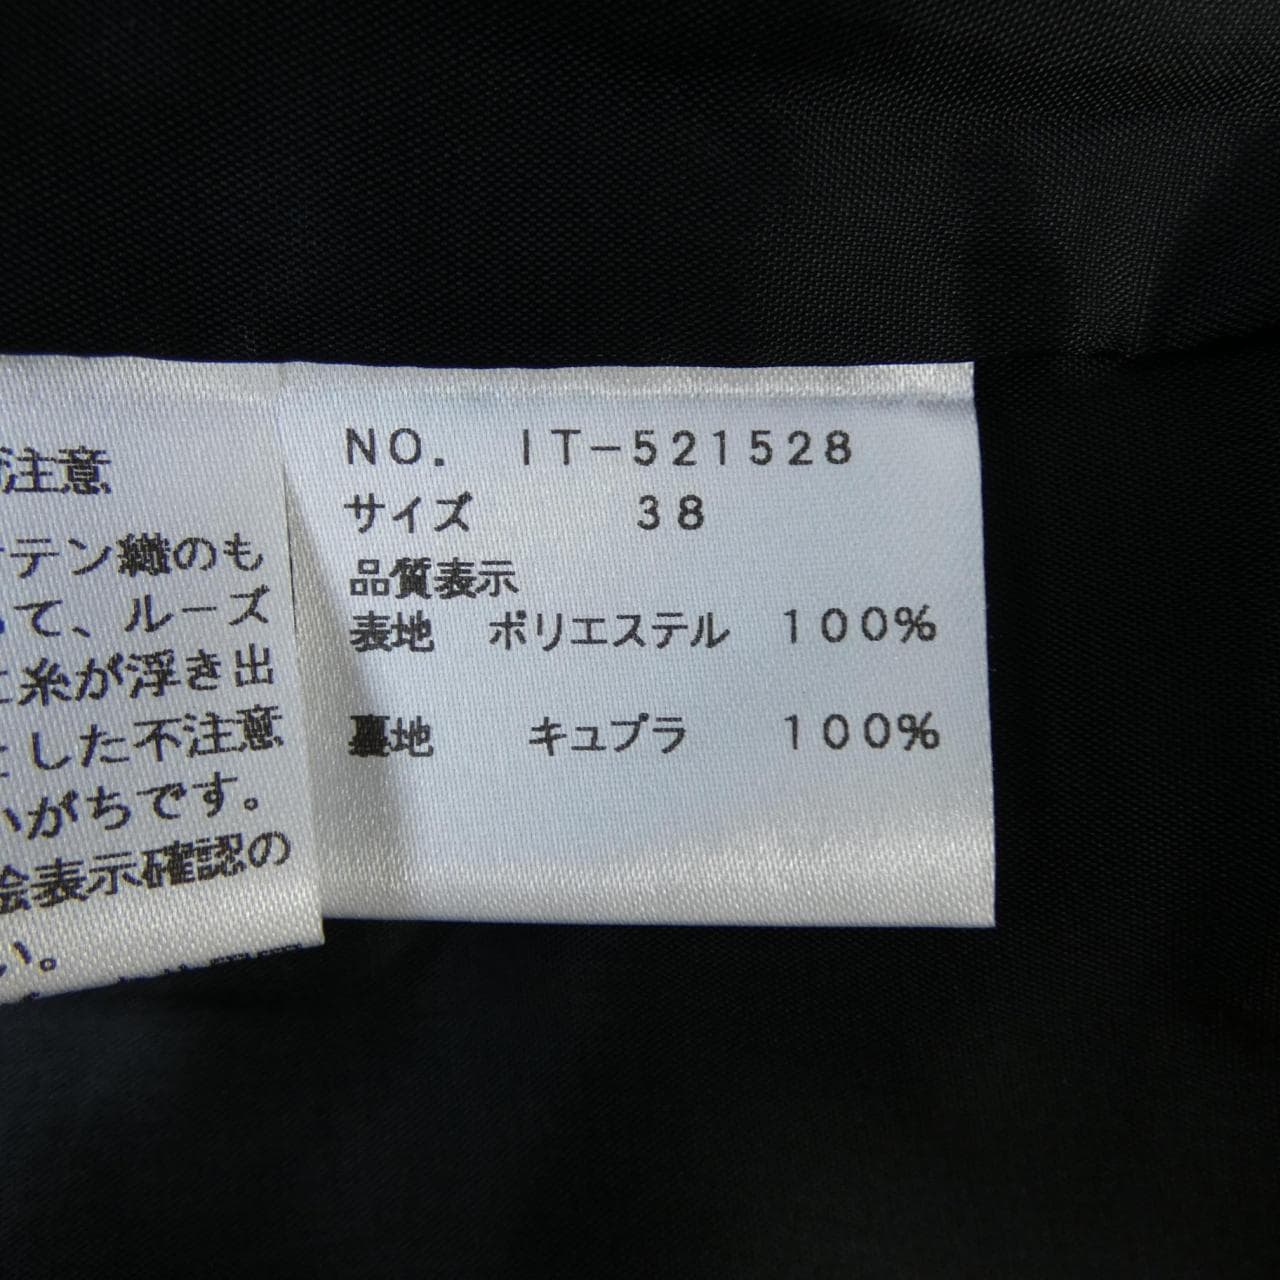 注意
テン織のも
て、ルーズ
糸が浮き出
した不注意
がちです。
絵表示確認の
い。
NO. IT-521528
サイズ 38
品質表示
表地 ポリエステル 100%
裏地 キュプラ 100%